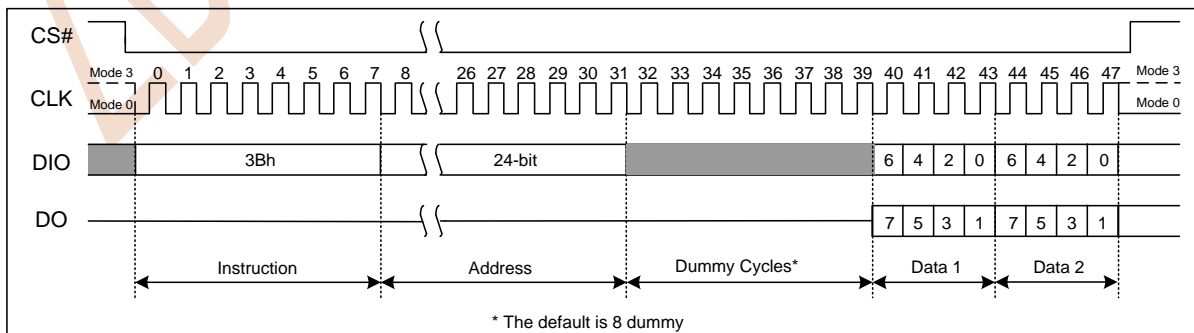 CS#
Mode 3 0 1 2 3 4 5 6 7 8 26 27 28 29 30 31 32 33 34 35 36 37 38 39 40 41 42 43 44 45 46 47 Mode 3
CLK
Mode 0 Mode 0
DIO 3Bh 24-bit 6 4 2 0 6 4 2 0
DO 7 5 3 1 7 5 3 1
Instruction Address Dummy Cycles* Data 1 Data 2
* The default is 8 dummy